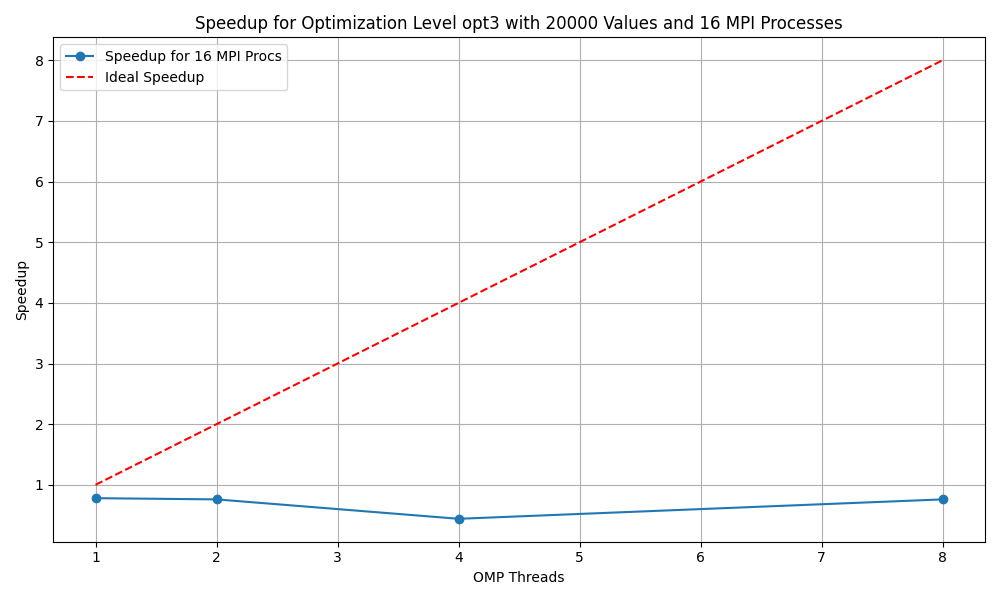 Speedup for Optimization Level opt3 with 20000 Values and 16 MPI Processes
Speedup for 16 MPI Procs
Ideal Speedup
8
7
6
5
4
3
2
1
Speedup
1 2 3 4 5 6 7 8
OMP Threads